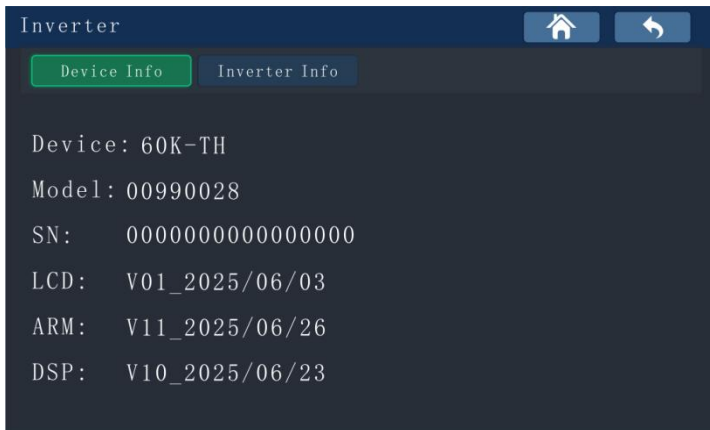 Inverter
Device Info Inverter Info
Device: 60K-TH
Model: 00990028
SN: 0000000000000000
LCD: V01_2025/06/03
ARM: V11_2025/06/26
DSP: V10_2025/06/23